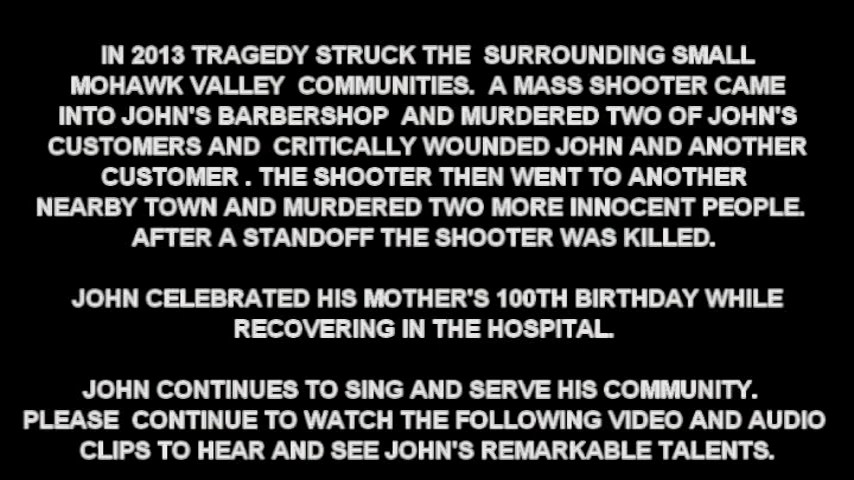 IN 2013 TRAGEDY STRUCK THE SURROUNDING SMALL
MOHAWK VALLEY COMMUNITIES. A MASS SHOOTER CAME
INTO JOHN'S BARBERSHOP AND MURDERED TWO OF JOHN'S
CUSTOMERS AND CRITICALLY WOUNDED JOHN AND ANOTHER
CUSTOMER . THE SHOOTER THEN WENT TO ANOTHER
NEARBY TOWN AND MURDERED TWO MORE INNOCENT PEOPLE.
AFTER A STANDOFF THE SHOOTER WAS KILLED.
JOHN CELEBRATED HIS MOTHER'S 100TH BIRTHDAY WHILE
RECOVERING IN THE HOSPITAL.
JOHN CONTINUES TO SING AND SERVE HIS COMMUNITY.
PLEASE CONTINUE TO WATCH THE FOLLOWING VIDEO AND AUDIO
CLIPS TO HEAR AND SEE JOHN'S REMARKABLE TALENTS.